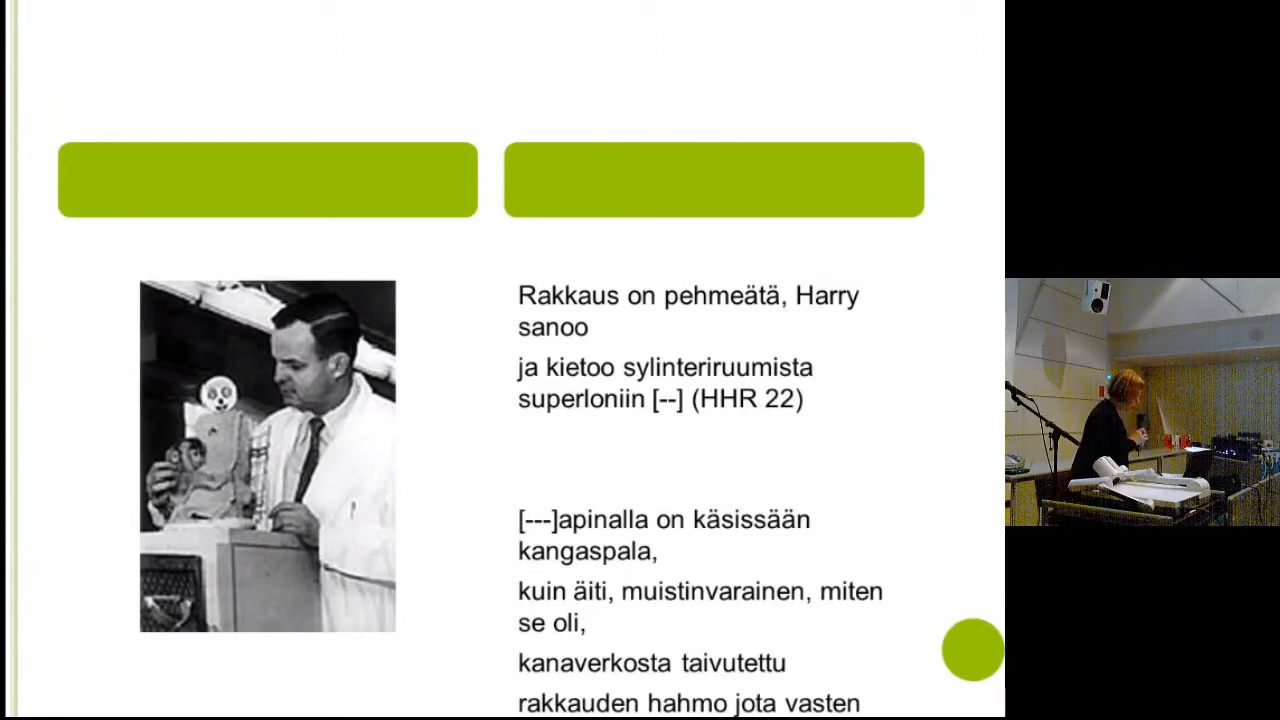 Rakkaus on pehmeätä, Harry
sanoo
ja kietoo sylinteriruumista
superloniin [--] (HHR 22)
[---]apinalla on käsissään
kangaspala,
kuin äiti, muistinvarainen, miten
se oli,
kanaverkosta taivutettu
rakkauden hahmo jota vasten